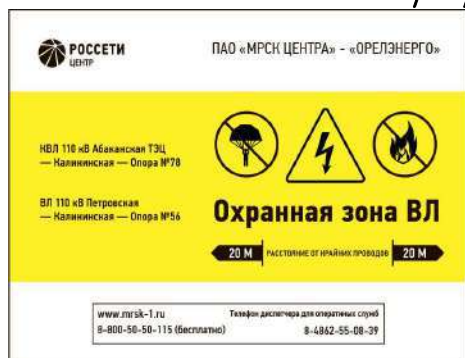 РОССЕТИ
ЦЕНТР
ПАО «МРСК ЦЕНТРА» - «ОРЕЛЭНЕРГО»
КВЛ 110 кВ Абаканская ТЭЦ
— Калининская — Опора №78
ВЛ 110 кВ Петровская
— Калининская — Опора №56
Охранная зона ВЛ
20 М РАССТОЯНИЕ ОТ КРАЙНИХ ПРОВОДОВ 20 М
www.mrsk-1.ru
8-800-50-50-115 (бесплатно)
Телефон диспетчера для оперативных служб
8-4862-55-08-39